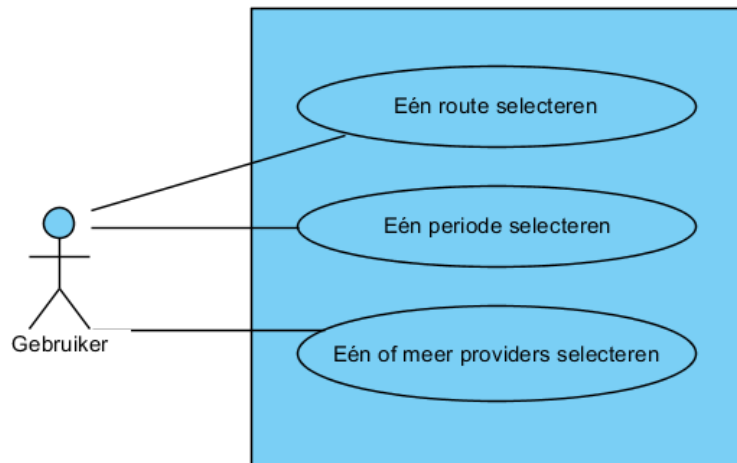 Eén route selecteren
Eén periode selecteren
Gebruiker
Eén of meer providers selecteren